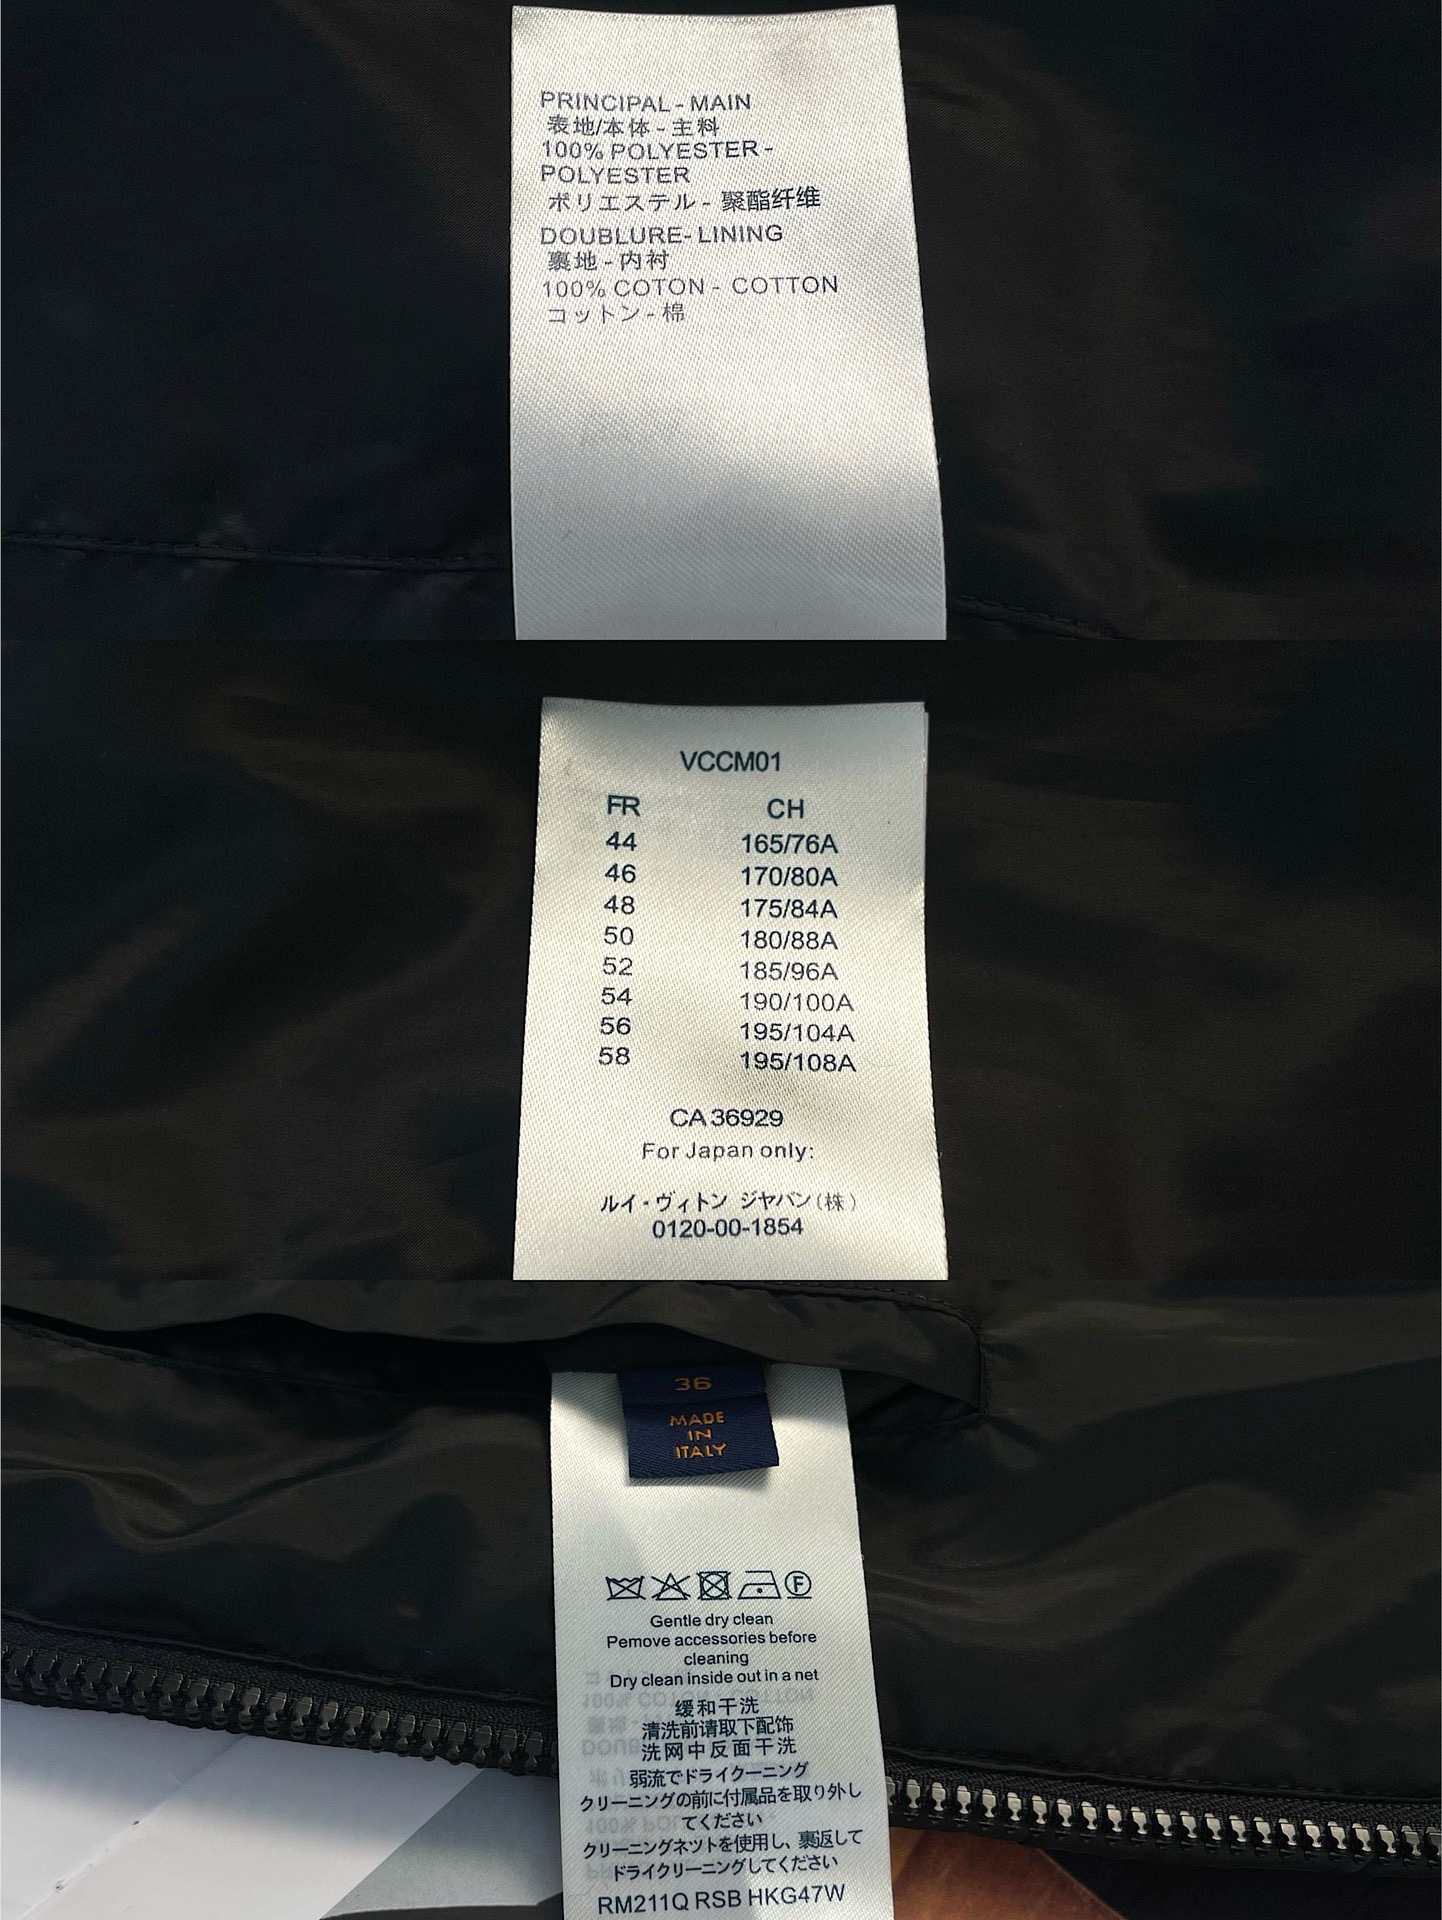 PRINCIPAL - MAIN
表地/本体 - 主料
100% POLYESTER -
POLYESTER
ポリエステル - 聚酯纤维
DOUBLURE- LINING
裏地 - 内衬
100% COTON - COTTON
コットン - 棉
VCCM01
FR CH
44 165/76A
46 170/80A
48 175/84A
50 180/88A
52 185/96A
54 190/100A
56 195/104A
58 195/108A
CA36929
For Japan only:
ルイ・ヴィトン ジャパン(株)
0120-00-1854
36
MADE
IN
ITALY
F
Gentle dry clean
Pemove accessories before
cleaning
Dry clean inside out in a net
缓和干洗
清洗前请取下配饰
洗网中反面干洗
弱流でドライクーニング
クリーニングの前に付属品を取り外し
てください
クリーニングネツトを使用し、裏返して
ドライクリーニングしてください
RM211Q RSB HKG47W